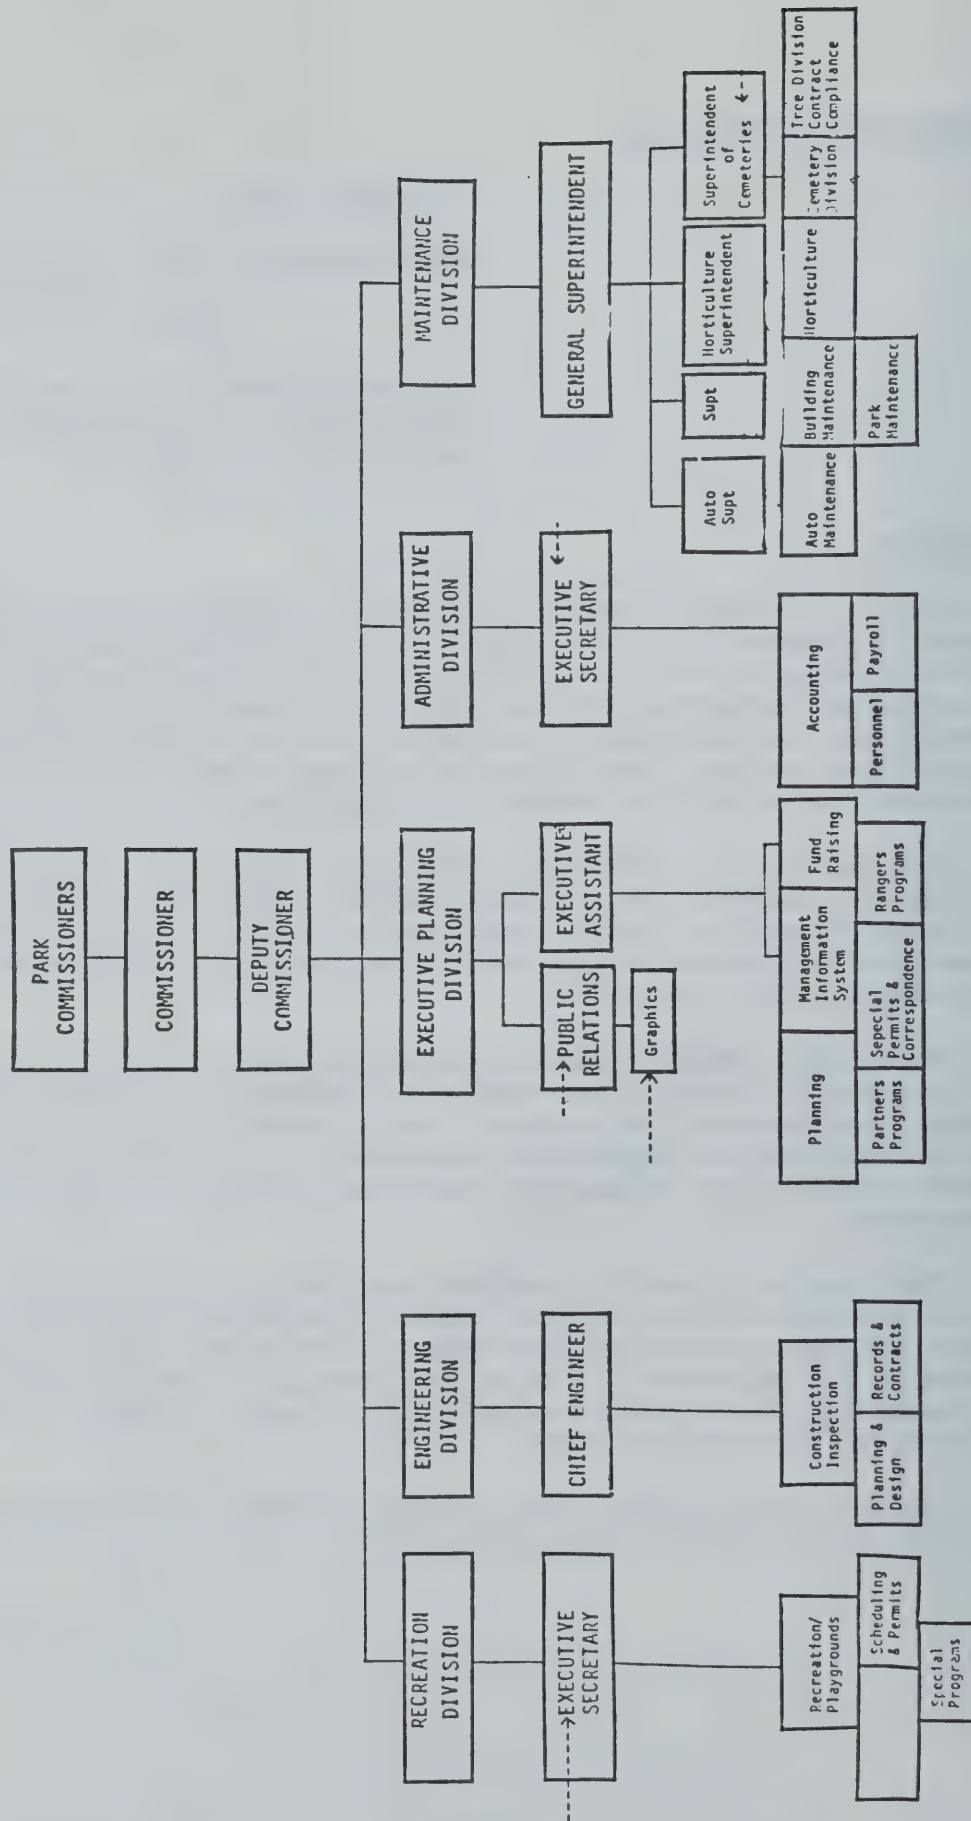 PARK
COMMISSIONERS
COMMISSIONER
DEPUTY
COMMISSIONER
RECREATION
DIVISION
ENGINEERING
DIVISION
EXECUTIVE PLANNING
DIVISION
ADMINISTRATIVE
DIVISION
MAINTENANCE
DIVISION
EXECUTIVE
SECRETARY
CHIEF ENGINEER
PUBLIC
RELATIONS
EXECUTIVE
ASSISTANT
EXECUTIVE
SECRETARY
GENERAL SUPERINTENDENT
Graphics
Auto
Supt
Supt
Horticulture
Superintendent
Superintendent
of
Cemeteries
Recreation/
Playgrounds
Scheduling
& Permits
Special
Programs
Construction
Inspection
Planning &
Design
Records &
Contracts
Planning
Management
Information
System
Fund
Raising
Partners
Programs
Sepecial
Permits &
Correspondence
Rangers
Programs
Accounting
Personnel
Payroll
Auto
Maintenance
Building
Maintenance
Horticulture
Cemetery
Division
Tree Division
Contract
Compliance
Park
Maintenance